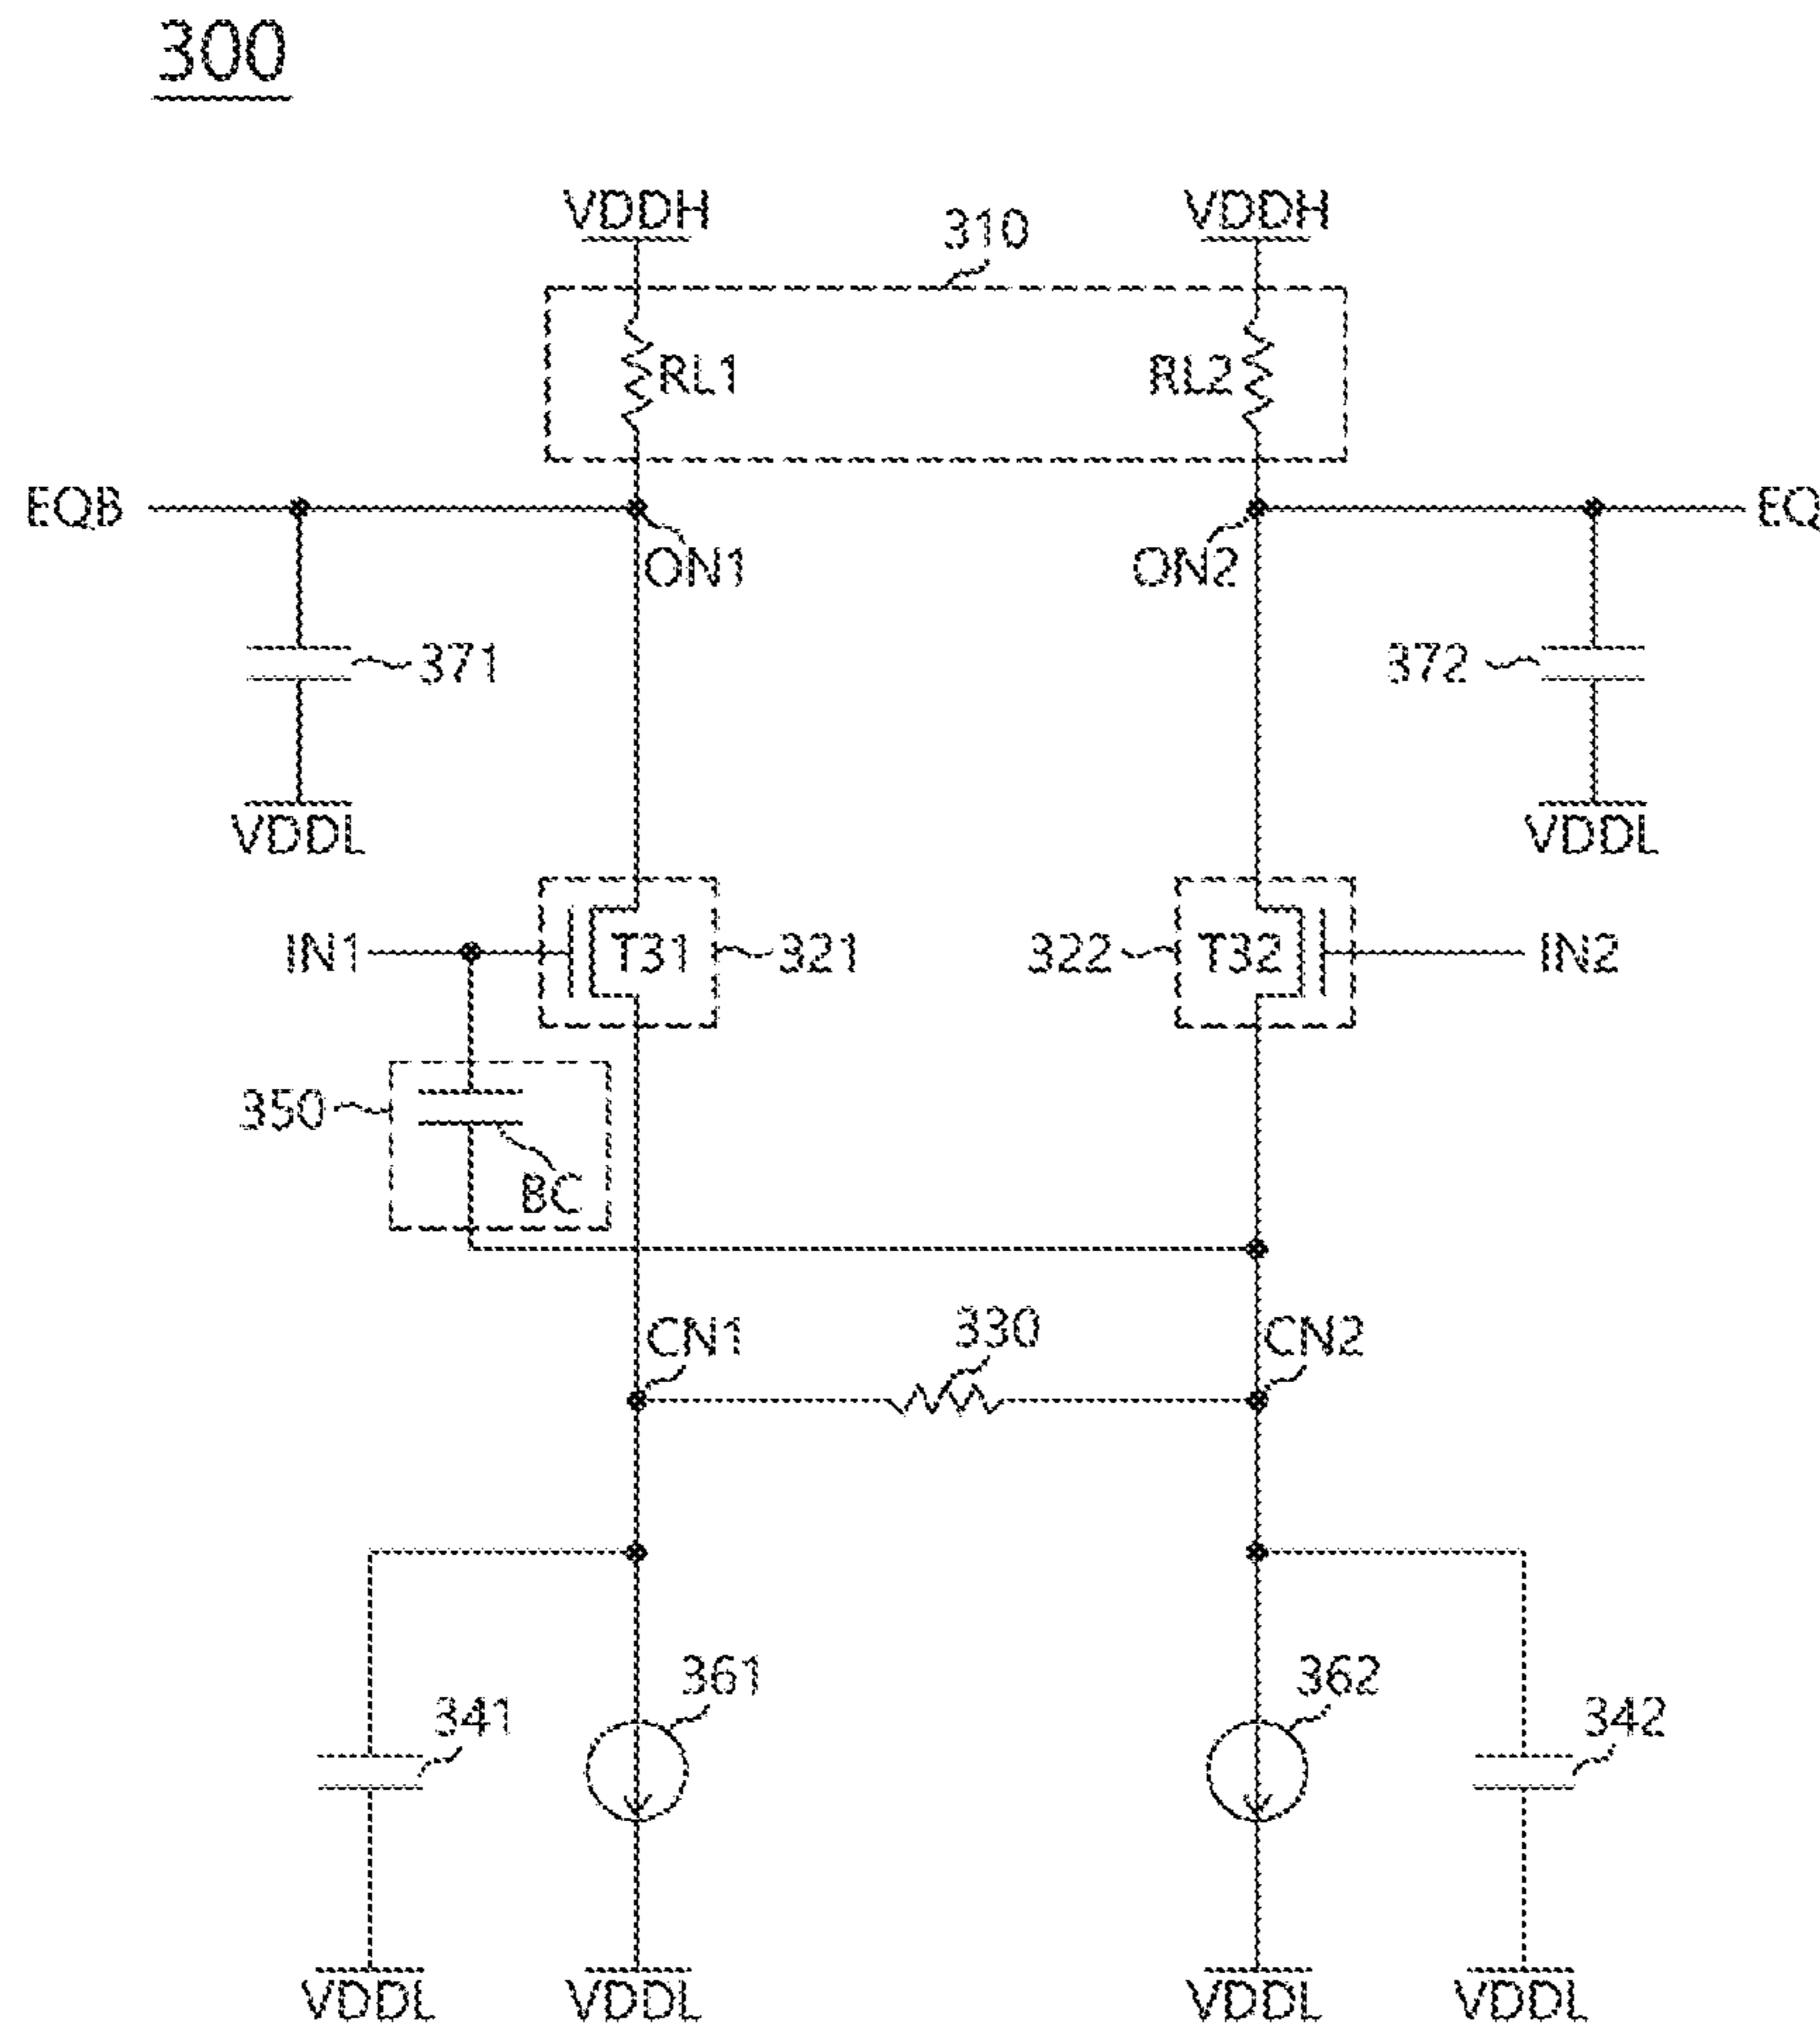 300
VDDH VDDH
310
RL1 RL2
EQB EQ
ON1 ON2
371 372
VDDL VDDL
IN1 T31 321 322 T32 IN2
350
BC
CN1 330 CN2
361 362
341 342
VDDL VDDL VDDL VDDL